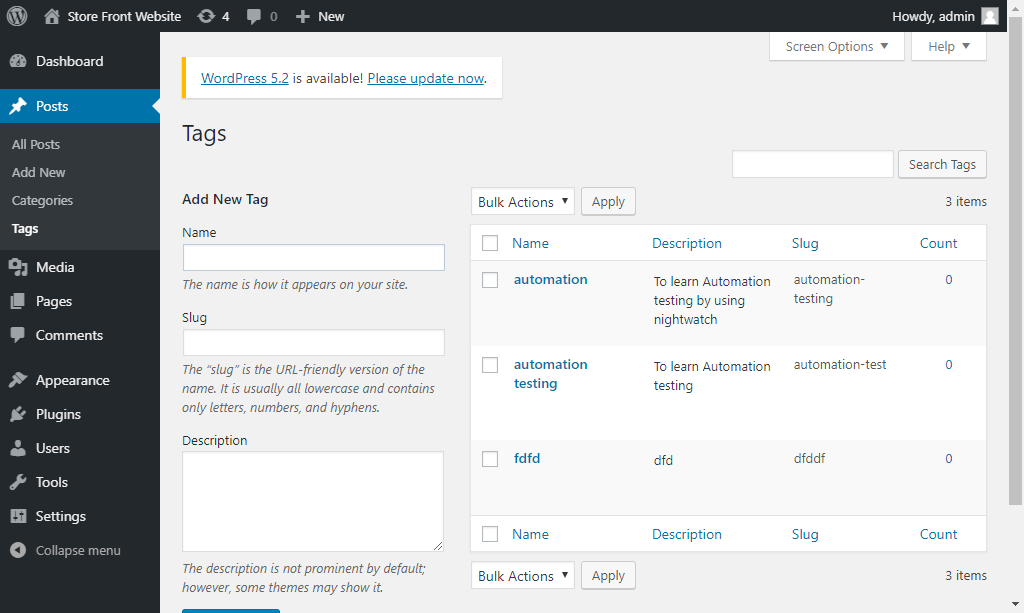 Store Front Website 4 0 New Howdy, admin
Screen Options ▼ Help ▼
Dashboard
Posts
All Posts
Add New
Categories
Tags
Media
Pages
Comments
Appearance
Plugins
Users
Tools
Settings
Collapse menu
WordPress 5.2 is available! Please update now.
Tags
Search Tags
Add New Tag
Name
The name is how it appears on your site.
Slug
The “slug” is the URL-friendly version of the
name. It is usually all lowercase and contains
only letters, numbers, and hyphens.
Description
The description is not prominent by default;
however, some themes may show it.
Bulk Actions ▼ Apply 3 items
Name Description Slug Count
automation To learn Automation automation- 0
testing by using testing
nightwatch
automation To learn Automation automation-test 0
testing testing
fdfd dfd dfddf 0
Name Description Slug Count
Bulk Actions ▼ Apply 3 items